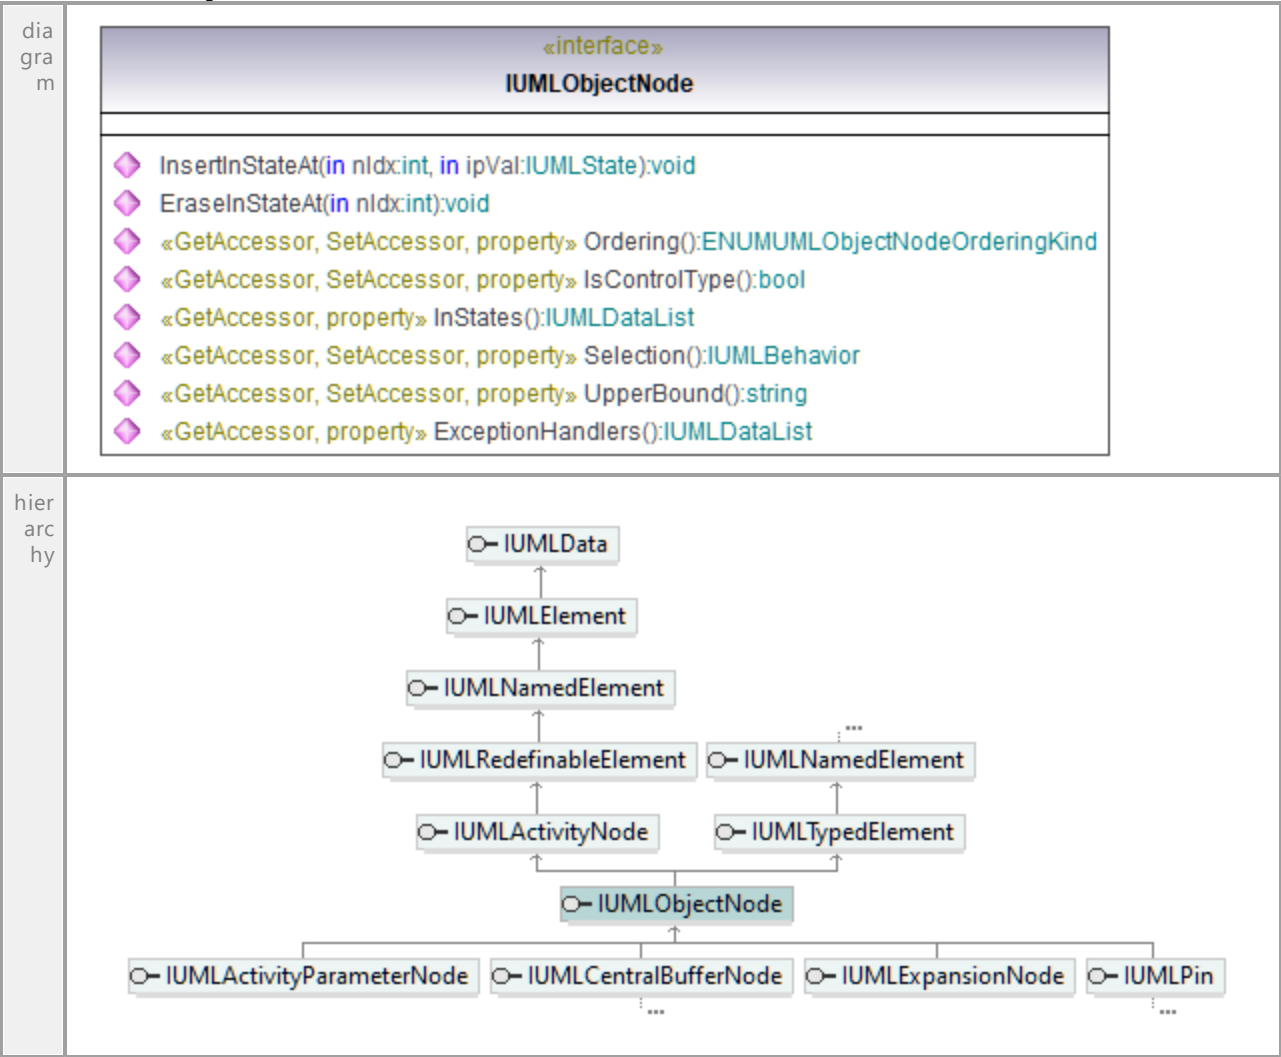 dia
gra
m
«interface»
IUMLObjectNode
InsertInStateAt(in nIdx:int, in ipVal:IUMLState):void
EraseInStateAt(in nIdx:int):void
«GetAccessor, SetAccessor, property» Ordering():ENUMUMLObjectNodeOrderingKind
«GetAccessor, SetAccessor, property» IsControlType():bool
«GetAccessor, property» InStates():IUMLDataList
«GetAccessor, SetAccessor, property» Selection():IUMLBehavior
«GetAccessor, SetAccessor, property» UpperBound():string
«GetAccessor, property» ExceptionHandlers():IUMLDataList
hier
arc
hy
IUMLData
IUMLElement
IUMLNamedElement
...
IUMLRedefinableElement IUMLNamedElement
IUMLActivityNode IUMLTypedElement
IUMLObjectNode
IUMLActivityParameterNode IUMLCentralBufferNode IUMLExpansionNode IUMLPin
... ...